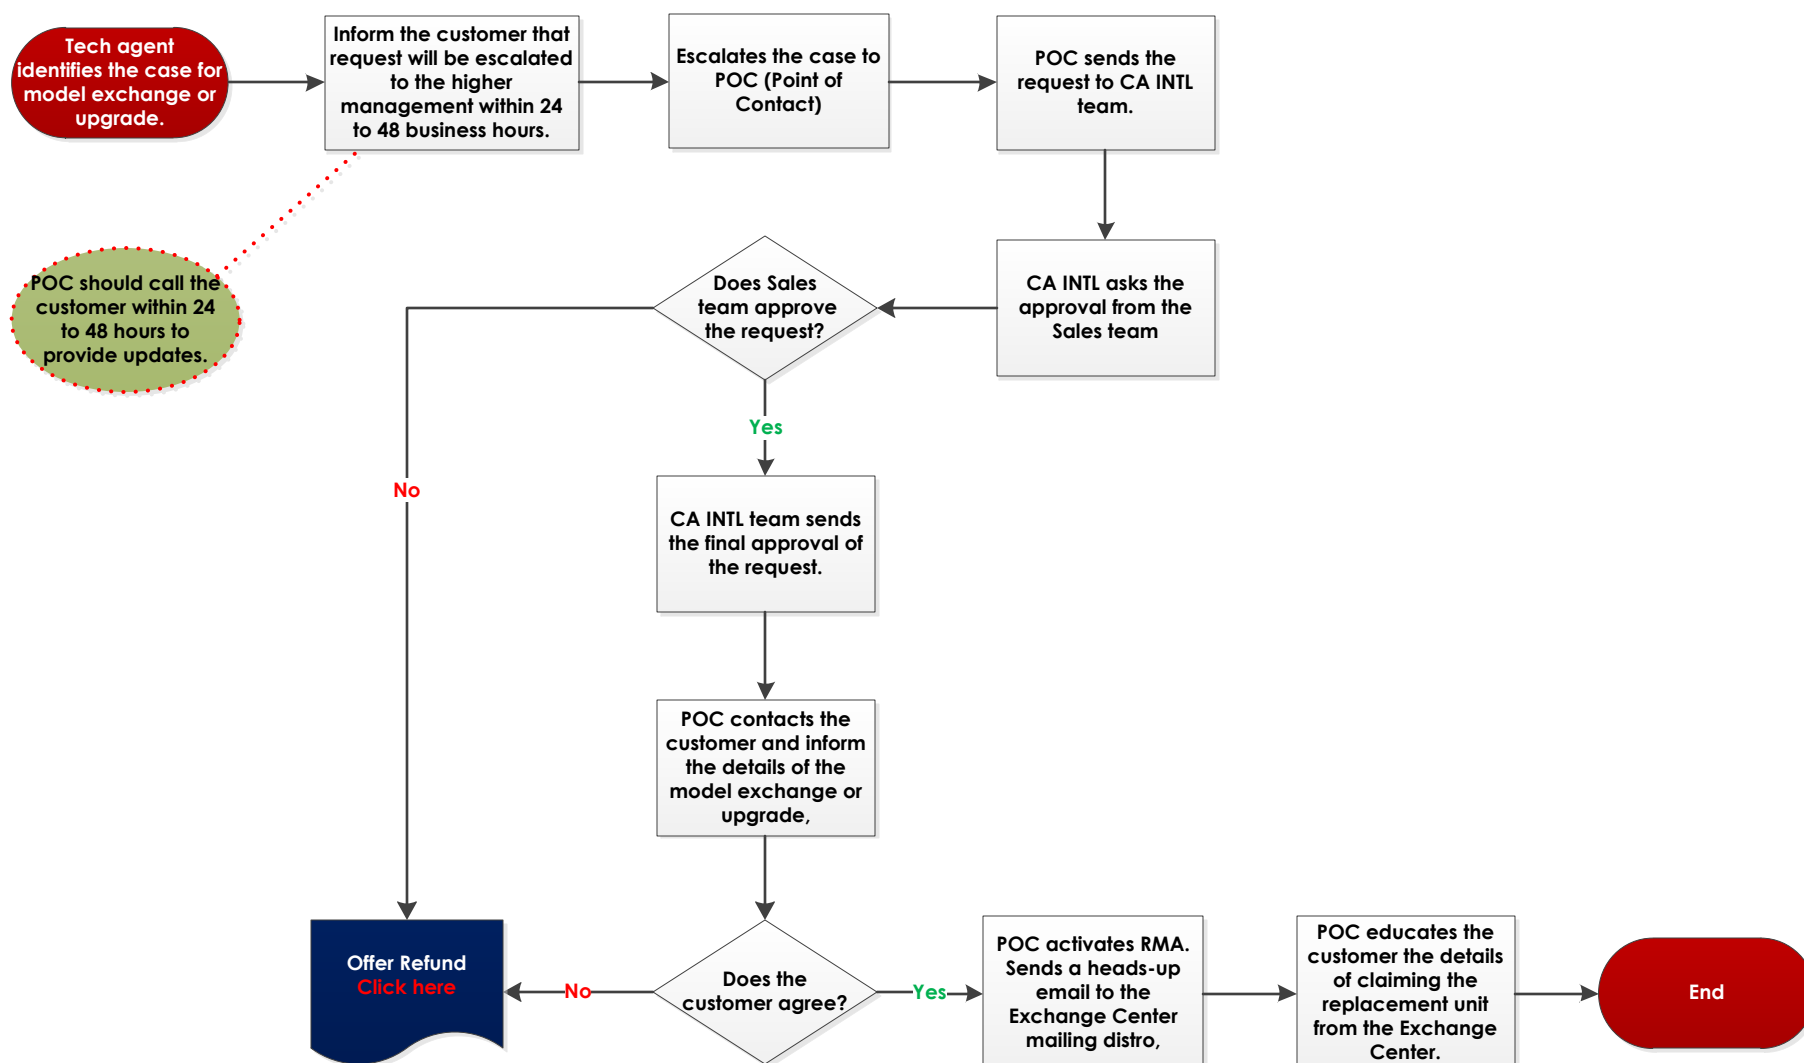 Tech agent
identifies the case for
model exchange or
upgrade.
Inform the customer that
request will be escalated
to the higher
management within 24
to 48 business hours.
Escalates the case to
POC (Point of
Contact)
POC sends the
request to CA INTL
team.
POC should call the
customer within 24
to 48 hours to
provide updates.
Does Sales
team approve
the request?
CA INTL asks the
approval from the
Sales team
Yes
No
CA INTL team sends
the final approval of
the request.
POC contacts the
customer and inform
the details of the
model exchange or
upgrade,
Offer Refund
Click here
No
Does the
customer agree?
Yes
POC activates RMA.
Sends a heads-up
email to the
Exchange Center
mailing distro,
POC educates the
customer the details
of claiming the
replacement unit
from the Exchange
Center.
End